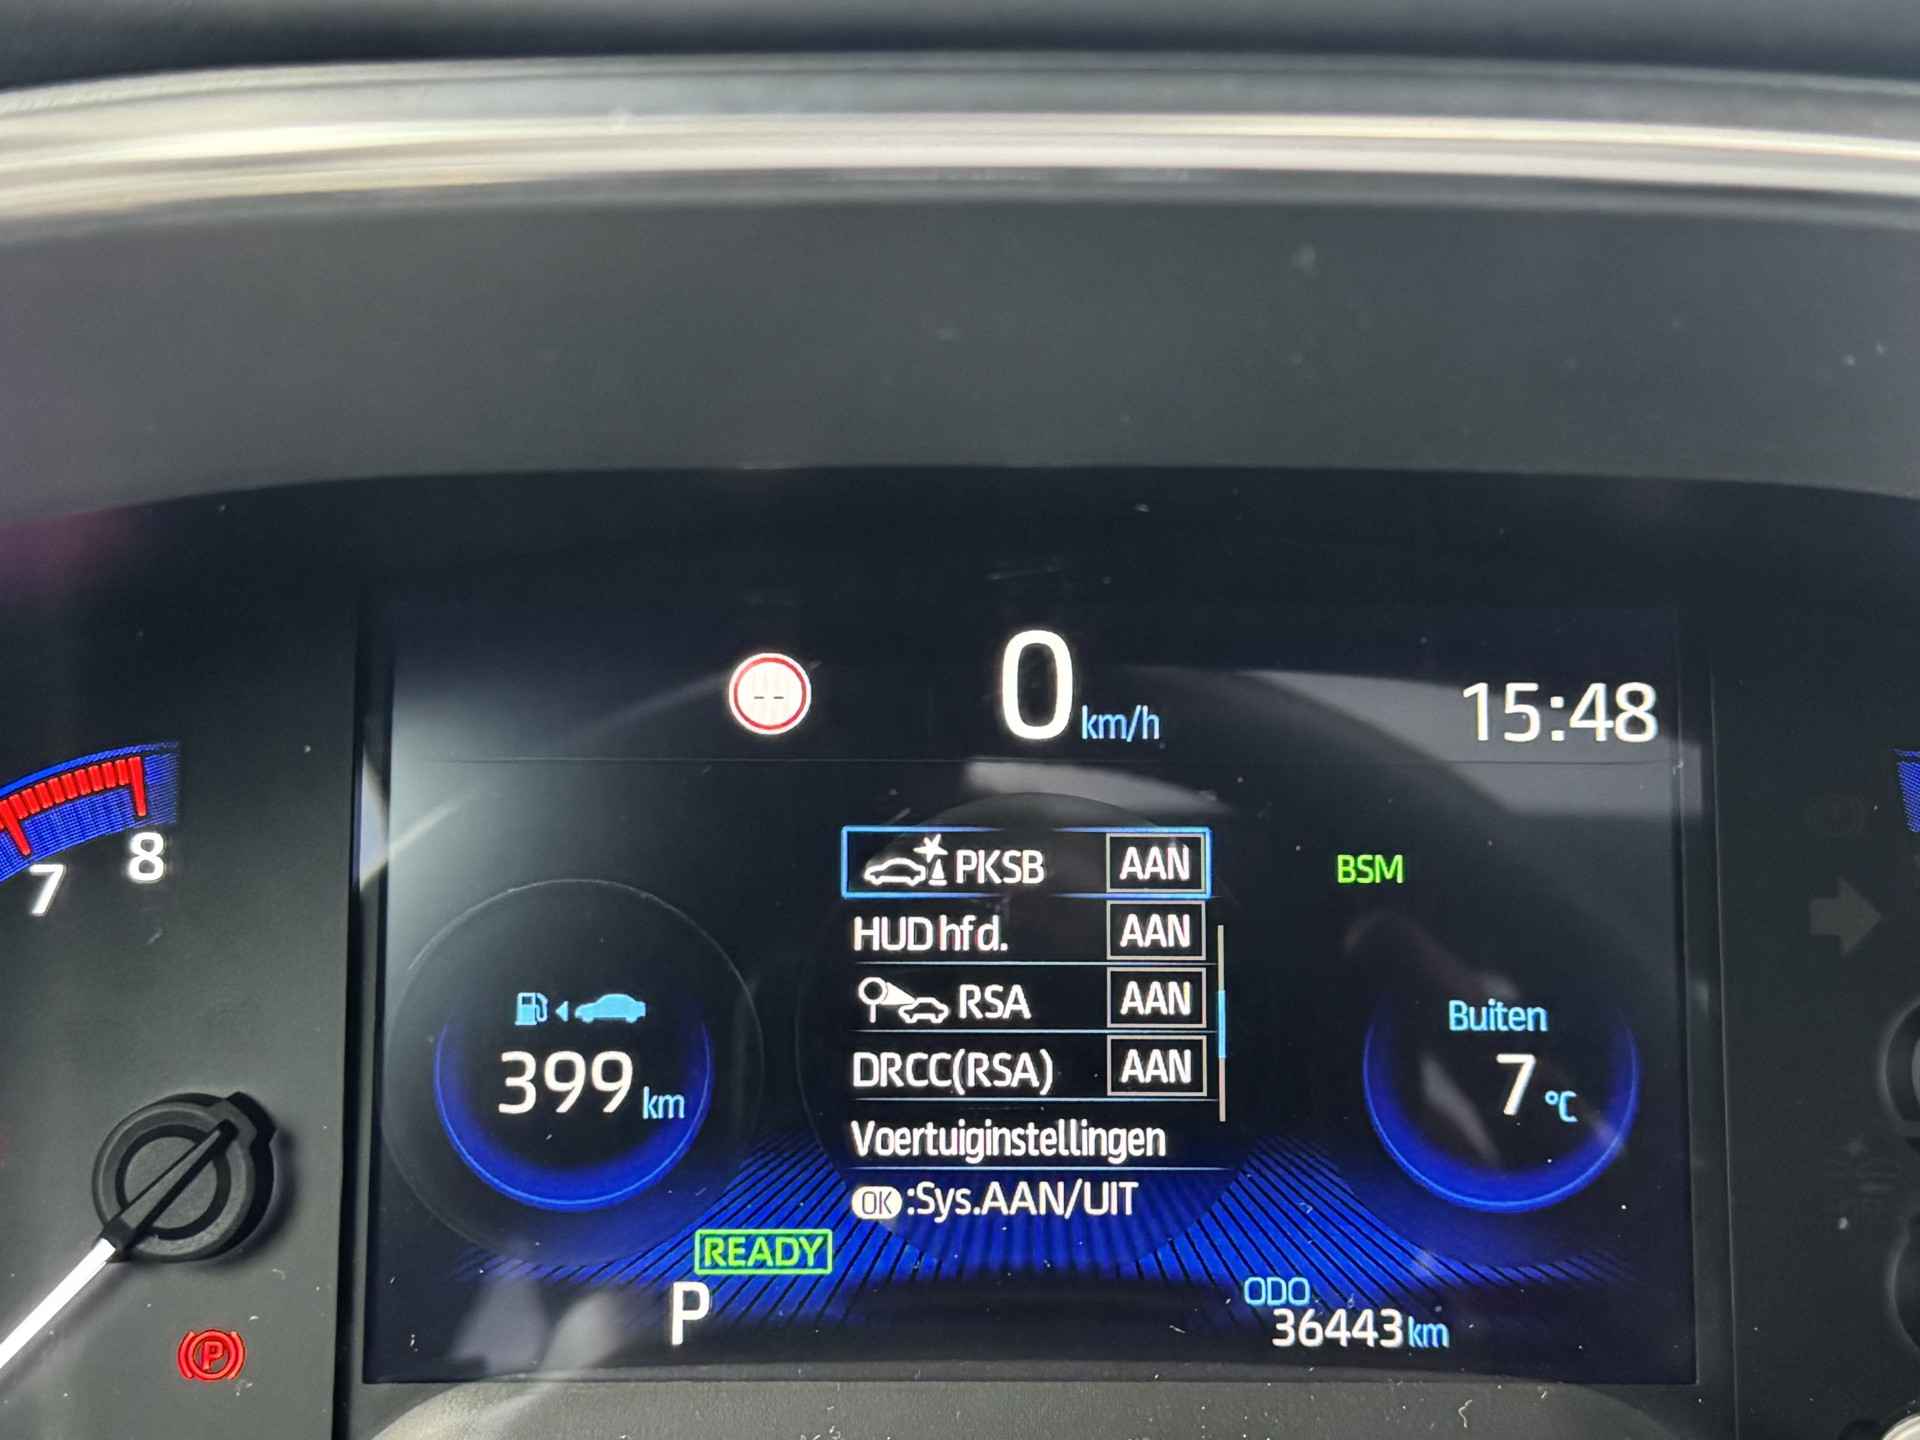 -- 0 km/h 15:48
7 8
PKSB AAN
BSM
HUD hfd. AAN
RSA AAN
DRCC(RSA) AAN
Voertuiginstellingen
OK :Sys.AAN/UIT
399 km
Buiten
7 °C
READY
P
ODO
36443 km
P